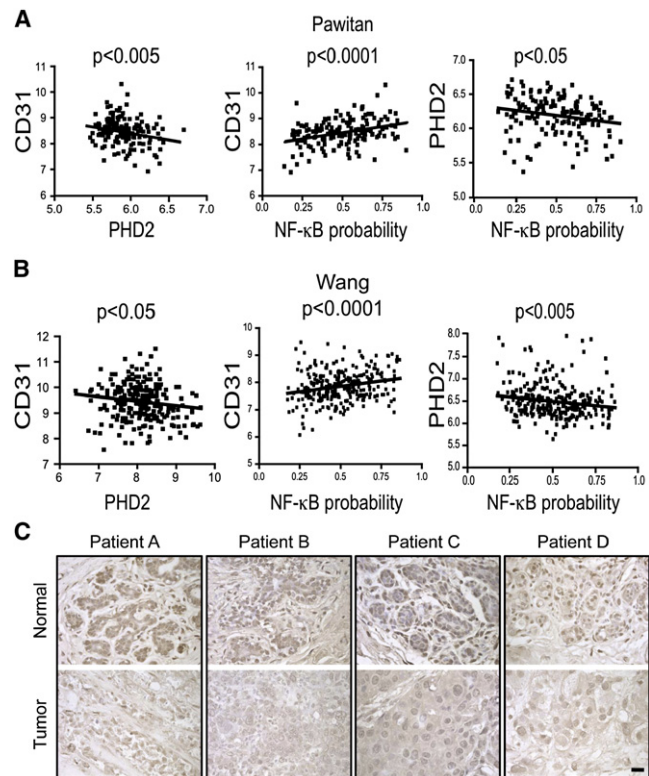 A
Pawitan
p<0.005 p<0.0001 p<0.05
CD31
11
10
9
8
7
6
5.0 5.5 6.0 6.5 7.0
PHD2
CD31
11
10
9
8
7
6
0.0 0.25 0.5 0.75 1.0
NF-κB probability
PHD2
7.0
6.5
6.0
5.5
5.0
0.0 0.25 0.5 0.75 1.0
NF-κB probability
B
Wang
p<0.05 p<0.0001 p<0.005
CD31
12
11
10
9
8
7
6 7 8 9 10
PHD2
CD31
10
9
8
7
6
5
0.0 0.25 0.5 0.75 1.0
NF-κB probability
PHD2
8.0
7.5
7.0
6.5
6.0
5.5
5.0
0.0 0.25 0.5 0.75 1.0
NF-κB probability
C
Patient A Patient B Patient C Patient D
Normal
Tumor